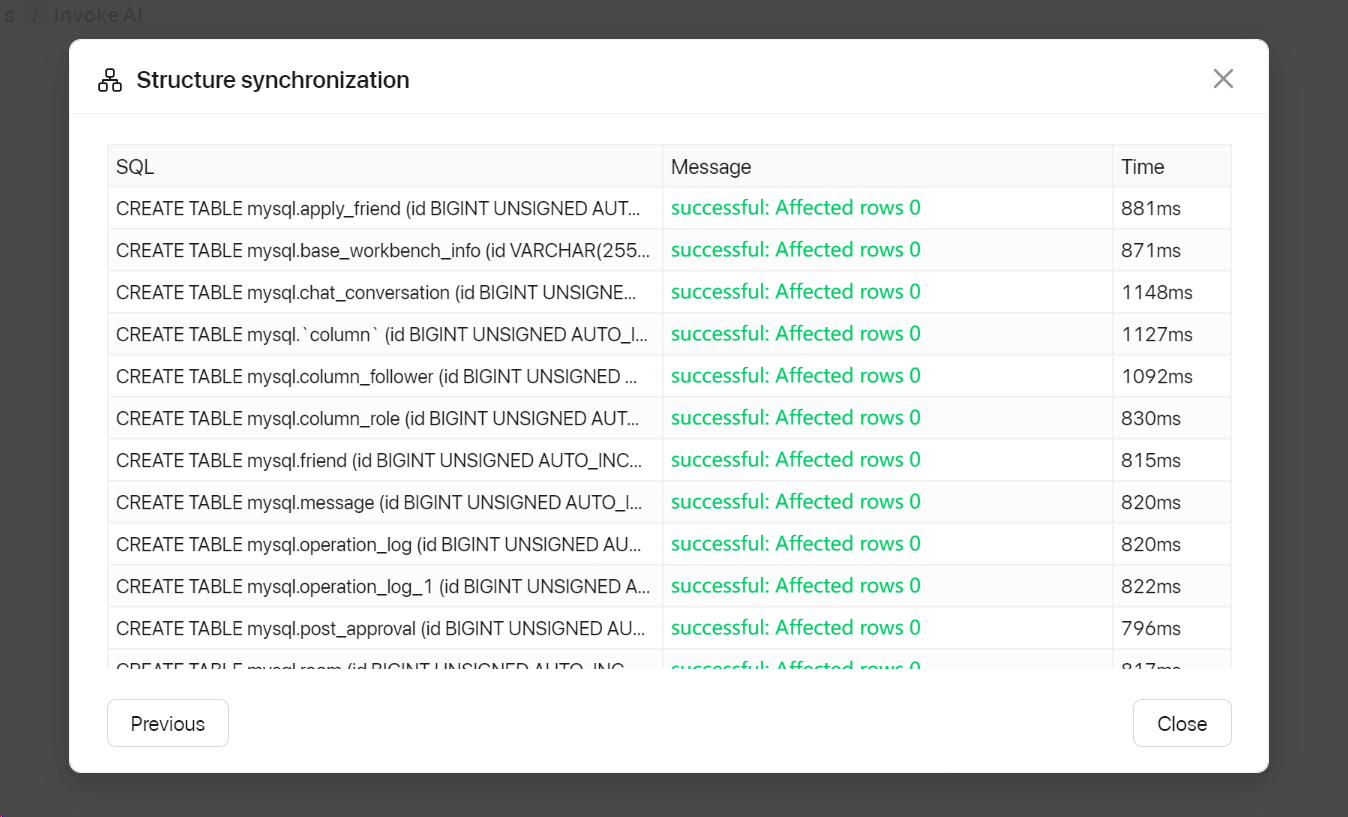 s / Invoke AI
Structure synchronization
SQL Message Time
CREATE TABLE mysql.apply_friend (id BIGINT UNSIGNED AUT... successful: Affected rows 0 881ms
CREATE TABLE mysql.base_workbench_info (id VARCHAR(255... successful: Affected rows 0 871ms
CREATE TABLE mysql.chat_conversation (id BIGINT UNSIGNE... successful: Affected rows 0 1148ms
CREATE TABLE mysql.`column` (id BIGINT UNSIGNED AUTO_I... successful: Affected rows 0 1127ms
CREATE TABLE mysql.column_follower (id BIGINT UNSIGNED ... successful: Affected rows 0 1092ms
CREATE TABLE mysql.column_role (id BIGINT UNSIGNED AUT... successful: Affected rows 0 830ms
CREATE TABLE mysql.friend (id BIGINT UNSIGNED AUTO_INC... successful: Affected rows 0 815ms
CREATE TABLE mysql.message (id BIGINT UNSIGNED AUTO_I... successful: Affected rows 0 820ms
CREATE TABLE mysql.operation_log (id BIGINT UNSIGNED AU... successful: Affected rows 0 820ms
CREATE TABLE mysql.operation_log_1 (id BIGINT UNSIGNED A... successful: Affected rows 0 822ms
CREATE TABLE mysql.post_approval (id BIGINT UNSIGNED AU... successful: Affected rows 0 796ms
CREATE TABLE mysql.room (id BIGINT UNSIGNED AUTO_INC... successful: Affected rows 0 817ms
Previous Close